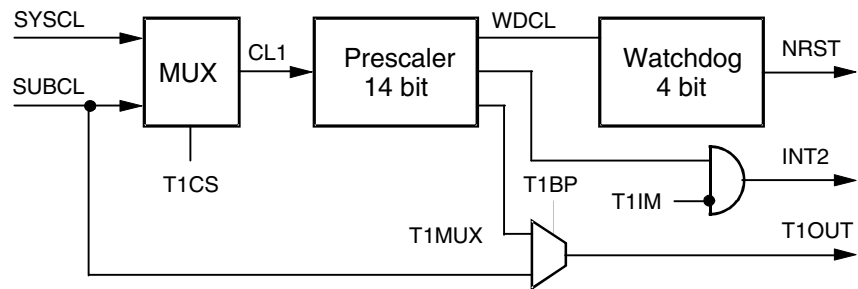 SYSCL
WDCL
MUX
CL1
Prescaler
14 bit
Watchdog
4 bit
NRST
SUBCL
T1CS
INT2
T1BP
T1IM
T1MUX
T1OUT